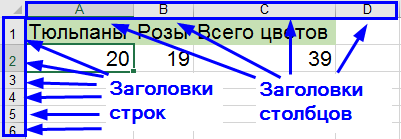 A B C D
1 Тюльпаны Розы Всего цветов
2 20 19 39
3 Заголовки Заголовки
4 строк столбцов
5
6